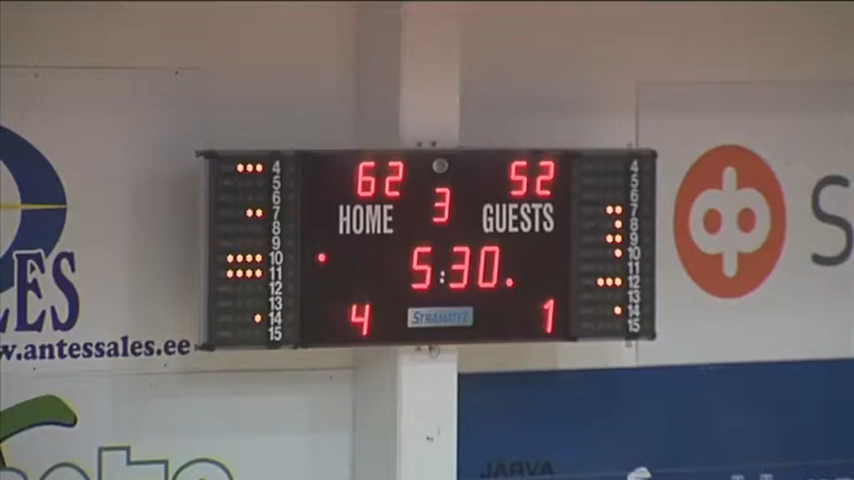 62 52
3
HOME GUESTS
5:30.
4 1
STRAMATEL
4 4
5 5
6 6
7 7
8 8
9 9
10 10
11 11
12 12
13 13
14 14
15 15
ES
www.antessales.ee
S
JÄRVA